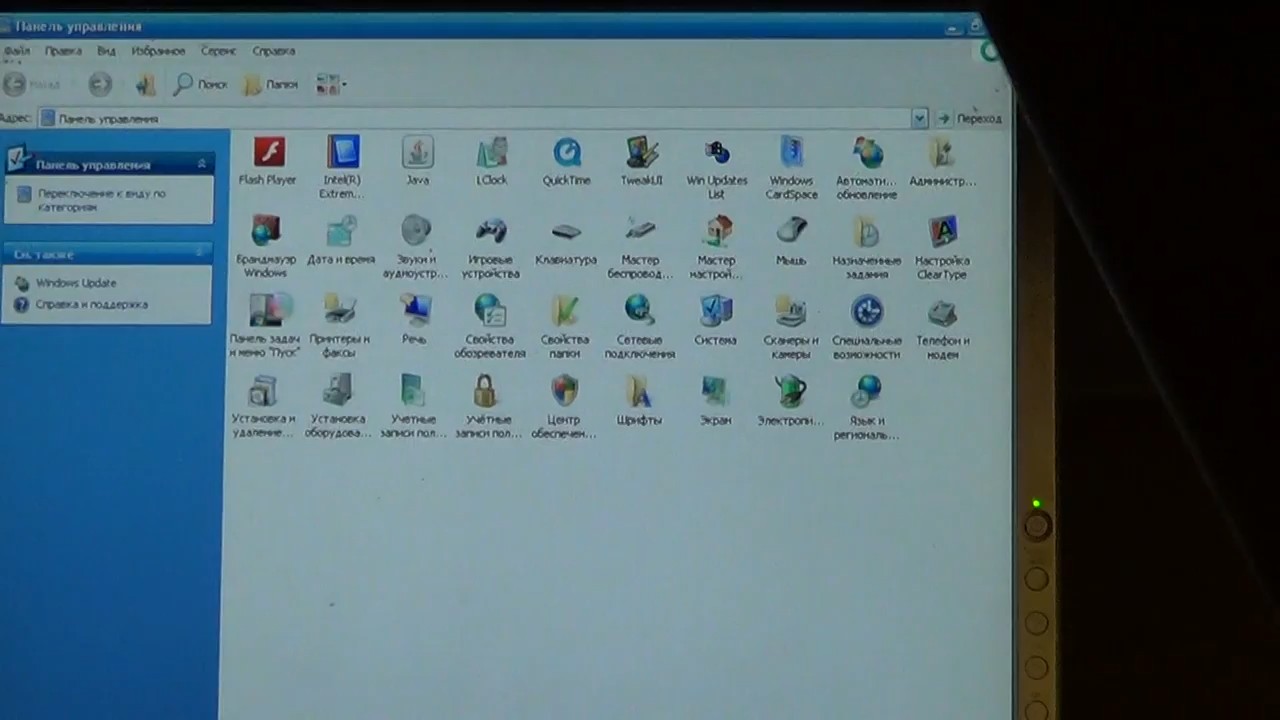 Панель управления
Файл Правка Вид Избранное Сервис Справка
Назад Поиск Папки
Адрес: Панель управления Переход
Панель управления
Переключение к виду по
категориям
См. также
Windows Update
Справка и поддержка
Flash Player Intel(R) Java LClock QuickTime TweakUI Win Updates Windows Автомати... Администр...
Extrem... List CardSpace обновление
Брандмауэр Дата и время Звуки и Игровые Клавиатура Мастер Мастер Мышь Назначенные Настройка
Windows аудиоустр... устройства беспровод... настрой... задания ClearType
Панель задач Принтеры и Речь Свойства Свойства Сетевые Система Сканеры и Специальные Телефон и
и меню "Пуск" факсы обозревателя папки подключения камеры возможности модем
Установка и Установка Учетные Учётные Центр Шрифты Экран Электропи... Язык и
удаление... оборудова... записи пол... записи пол... обеспечен... региональ...